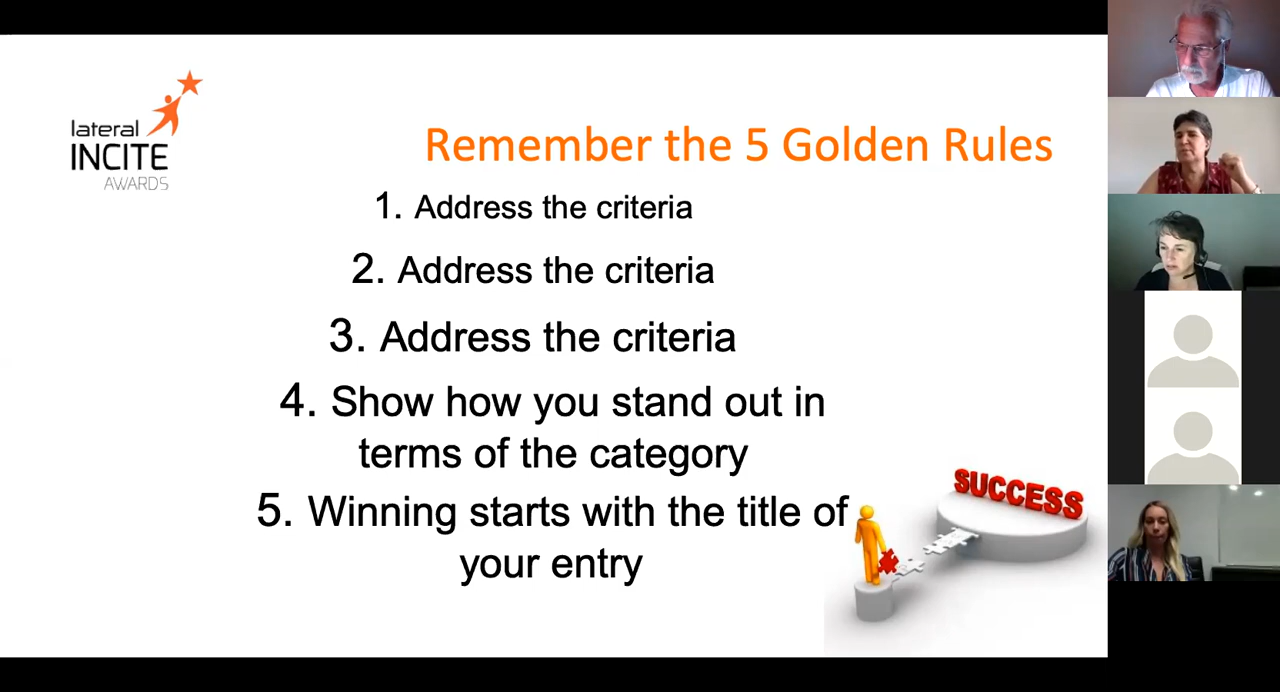 lateral
INCITE
AWARDS
Remember the 5 Golden Rules
1. Address the criteria
2. Address the criteria
3. Address the criteria
4. Show how you stand out in
terms of the category
5. Winning starts with the title of
your entry
SUCCESS